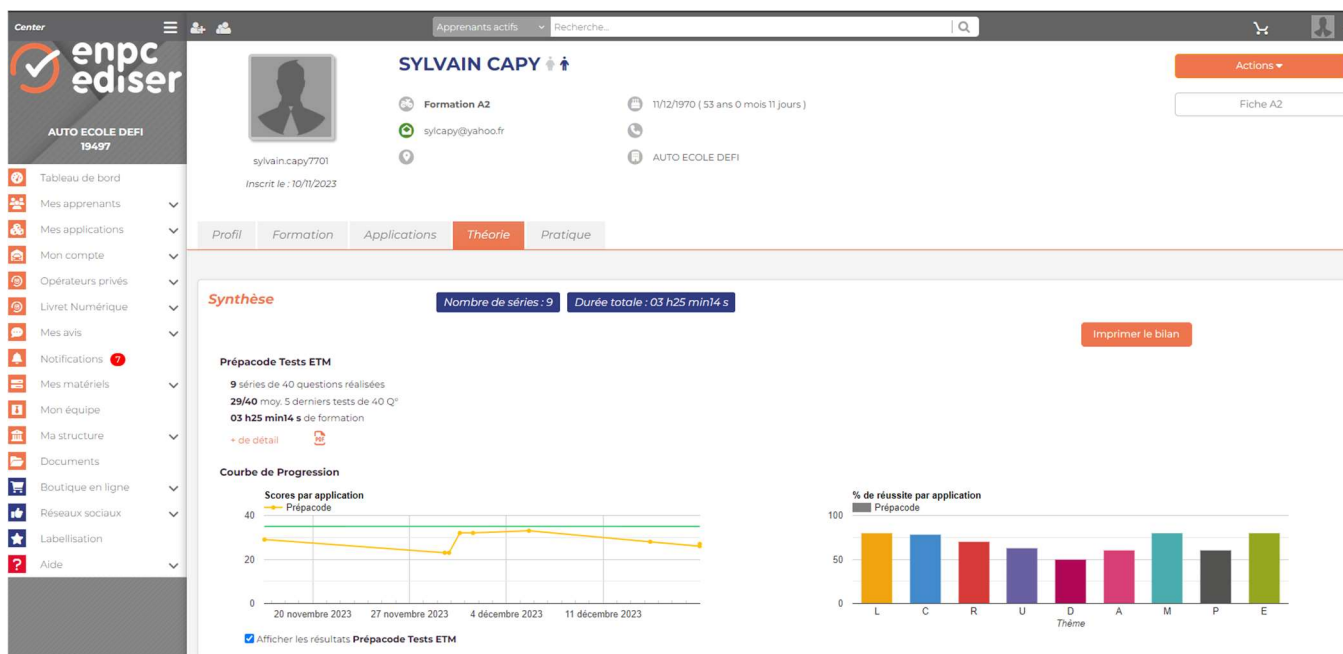 Center
Apprenants actifs
Recherche...
enpc
ediser
AUTO ECOLE DEFI
19497
Tableau de bord
Mes apprenants
Mes applications
Mon compte
Opérateurs privés
Livret Numérique
Mes avis
Notifications 7
Mes matériels
Mon équipe
Ma structure
Documents
Boutique en ligne
Réseaux sociaux
Labellisation
? Aide
sylvain.capy7701
Inscrit le : 10/11/2023
SYLVAIN CAPY
Formation A2
11/12/1970 ( 53 ans 0 mois 11 jours )
sylcapy@yahoo.fr
AUTO ECOLE DEFI
Actions
Fiche A2
Profil Formation Applications Théorie Pratique
Synthèse
Nombre de séries : 9
Durée totale : 03 h25 min14 s
Imprimer le bilan
Prépacode Tests ETM
9 séries de 40 questions réalisées
29/40 moy. 5 derniers tests de 40 Q°
03 h25 min14 s de formation
+ de détail
PDF
Courbe de Progression
Scores par application
Prépacode
40
20
0
20 novembre 2023 27 novembre 2023 4 décembre 2023 11 décembre 2023
Afficher les résultats Prépacode Tests ETM
% de réussite par application
Prépacode
100
50
0
L C R U D A M P E
Thème